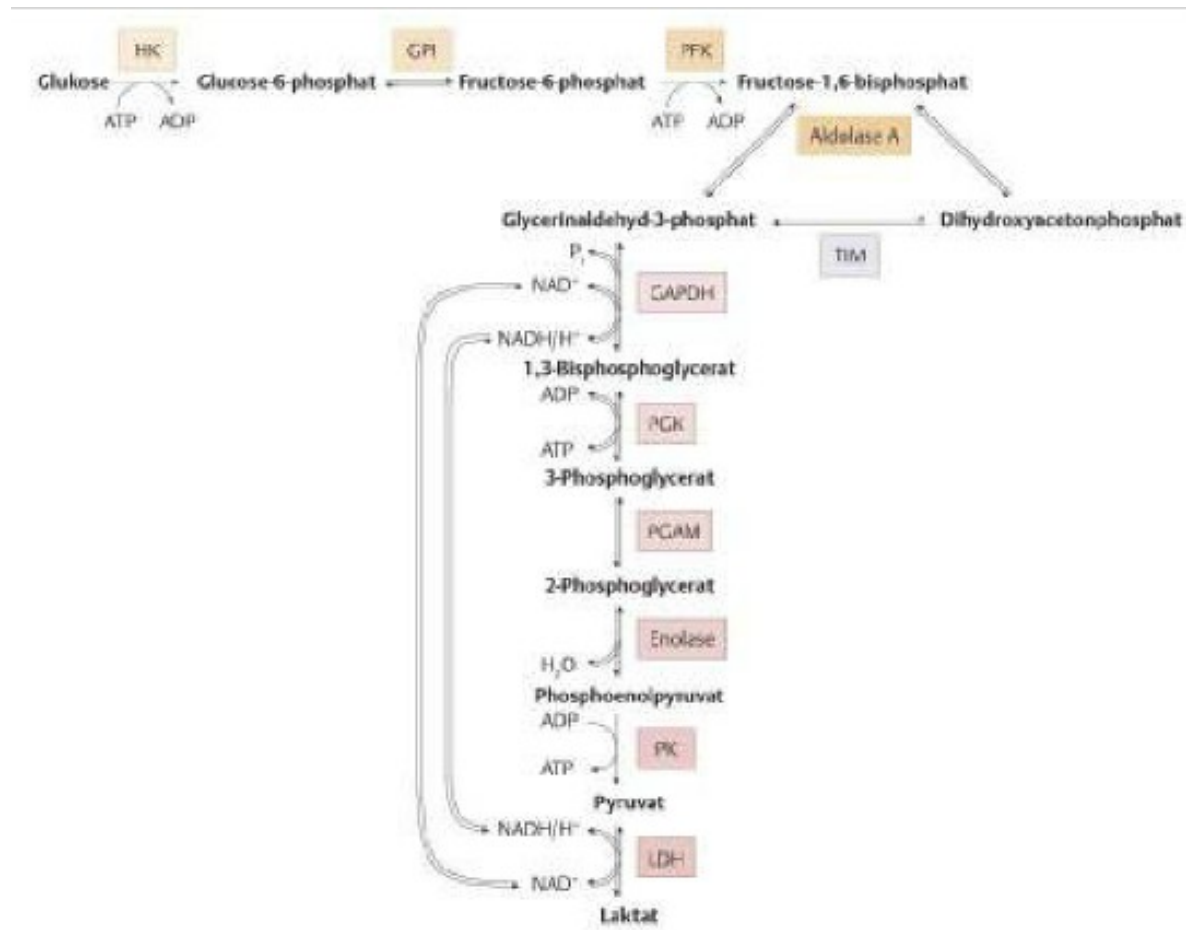 HK GPI PFK
Glukose Glucose-6-phosphat Fructose-6-phosphat Fructose-1,6-bisphosphat
ATP ADP ATP ADP
Aldolase A
Glycerinaldehyd-3-phosphat Dihydroxyacetonphosphat
TIM
Pi
NAD+
GAPDH
NADH/H+
1,3-Bisphosphoglycerat
ADP
PGK
ATP
3-Phosphoglycerat
PGAM
2-Phosphoglycerat
Enolase
H2O
Phosphoenolpyruvat
ADP
PK
ATP
Pyruvat
NADH/H+
LDH
NAD+
Laktat